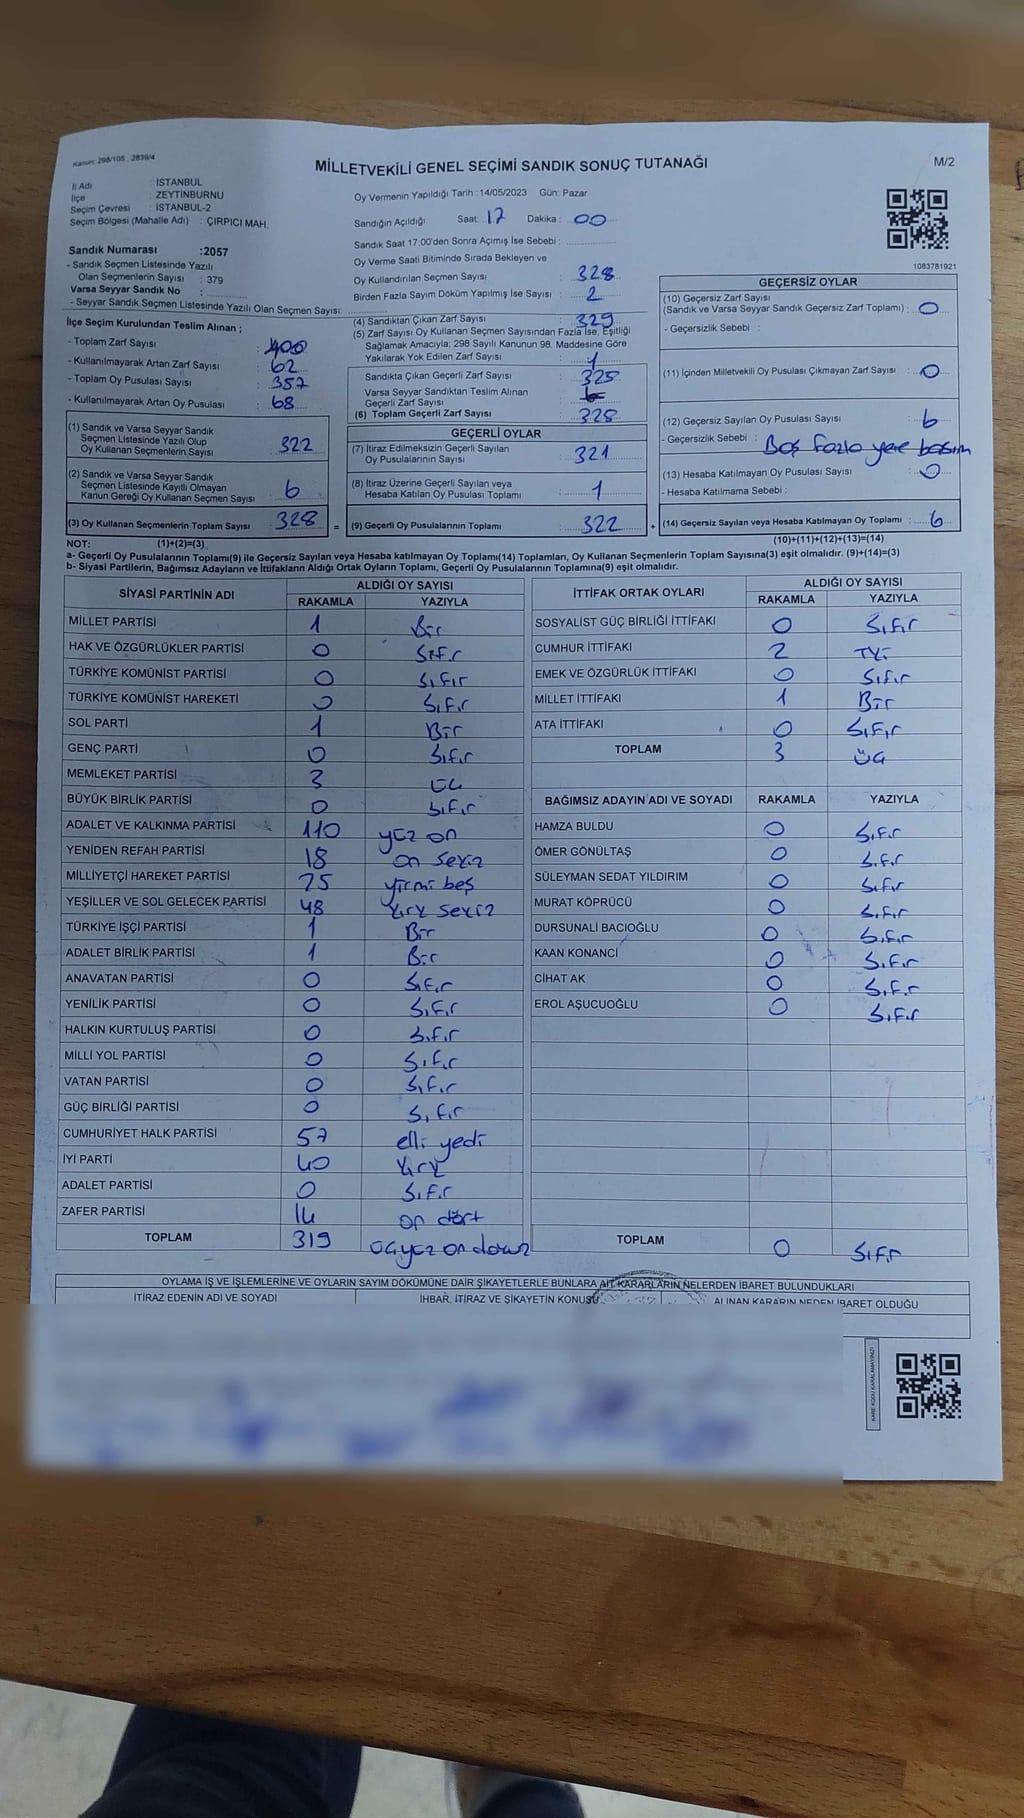 Kanun: 298/105 , 2839/4
MİLLETVEKİLİ GENEL SEÇİMİ SANDIK SONUÇ TUTANAĞI
M/2
İl Adı : İSTANBUL
İlçe : ZEYTİNBURNU
Seçim Çevresi : İSTANBUL-2
Seçim Bölgesi (Mahalle Adı) : ÇIRPICI MAH.
Sandık Numarası :2057
- Sandık Seçmen Listesinde Yazılı
Olan Seçmenlerin Sayısı : 379
Varsa Seyyar Sandık No :
- Seyyar Sandık Seçmen Listesinde Yazılı Olan Seçmen Sayısı:
Oy Vermenin Yapıldığı Tarih :14/05/2023 Gün: Pazar
Sandığın Açıldığı Saat: 17 Dakika : 00
Sandık Saat 17:00'den Sonra Açımış İse Sebebi :
Oy Verme Saati Bitiminde Sırada Bekleyen ve
Oy Kullandırılan Seçmen Sayısı : 328
Birden Fazla Sayım Döküm Yapılmış İse Sayısı : 2
1083781921
İlçe Seçim Kurulundan Teslim Alınan ;
- Toplam Zarf Sayısı : 400
- Kullanılmayarak Artan Zarf Sayısı : 62
- Toplam Oy Pusulası Sayısı : 357
- Kullanılmayarak Artan Oy Pusulası : 68
(1) Sandık ve Varsa Seyyar Sandık
Seçmen Listesinde Yazılı Olup
Oy Kullanan Seçmenlerin Sayısı : 322
(2) Sandık ve Varsa Seyyar Sandık
Seçmen Listesinde Kayıtlı Olmayan
Kanun Gereği Oy Kullanan Seçmen Sayısı : 6
(3) Oy Kullanan Seçmenlerin Toplam Sayısı : 328 =
(4) Sandıktan Çıkan Zarf Sayısı : 329
(5) Zarf Sayısı Oy Kullanan Seçmen Sayısından Fazla İse, Eşitliği
Sağlamak Amacıyla; 298 Sayılı Kanunun 98. Maddesine Göre
Yakılarak Yok Edilen Zarf Sayısı : 1
Sandıkta Çıkan Geçerli Zarf Sayısı : 325
Varsa Seyyar Sandıktan Teslim Alınan
Geçerli Zarf Sayısı :
(6) Toplam Geçerli Zarf Sayısı : 328
GEÇERLİ OYLAR
(7) İtiraz Edilmeksizin Geçerli Sayılan
Oy Pusulalarının Sayısı : 321
(8) İtiraz Üzerine Geçerli Sayılan veya
Hesaba Katılan Oy Pusulası Toplamı : 1
(9) Geçerli Oy Pusulalarının Toplamı : 322 +
GEÇERSİZ OYLAR
(10) Geçersiz Zarf Sayısı
(Sandık ve Varsa Seyyar Sandık Geçersiz Zarf Toplamı) : 0
- Geçersizlik Sebebi :
(11) İçinden Milletvekili Oy Pusulası Çıkmayan Zarf Sayısı : 0
(12) Geçersiz Sayılan Oy Pusulası Sayısı : 6
- Geçersizlik Sebebi : Boş fazla yere basım
(13) Hesaba Katılmayan Oy Pusulası Sayısı : 0
- Hesaba Katılmama Sebebi :
(14) Geçersiz Sayılan veya Hesaba Katılmayan Oy Toplamı : 6
NOT: (1)+(2)=(3) (10)+(11)+(12)+(13)=(14)
a- Geçerli Oy Pusulalarının Toplamı(9) ile Geçersiz Sayılan veya Hesaba katılmayan Oy Toplamı(14) Toplamları, Oy Kullanan Seçmenlerin Toplam Sayısına(3) eşit olmalıdır. (9)+(14)=(3)
b- Siyasi Partilerin, Bağımsız Adayların ve İttifakların Aldığı Ortak Oyların Toplamı, Geçerli Oy Pusulalarının Toplamına(9) eşit olmalıdır.
SİYASİ PARTİNİN ADI ALDIĞI OY SAYISI
RAKAMLA YAZIYLA
MİLLET PARTİSİ 1 Bir
HAK VE ÖZGÜRLÜKLER PARTİSİ 0 Sıfır
TÜRKİYE KOMÜNİST PARTİSİ 0 Sıfır
TÜRKİYE KOMÜNİST HAREKETİ 0 Sıfır
SOL PARTİ 1 Bir
GENÇ PARTİ 0 Sıfır
MEMLEKET PARTİSİ 3 Üç
BÜYÜK BİRLİK PARTİSİ 0 Sıfır
ADALET VE KALKINMA PARTİSİ 110 yüz on
YENİDEN REFAH PARTİSİ 18 on sekiz
MİLLİYETÇİ HAREKET PARTİSİ 25 yirmi beş
YEŞİLLER VE SOL GELECEK PARTİSİ 48 kırk sekiz
TÜRKİYE İŞÇİ PARTİSİ 1 Bir
ADALET BİRLİK PARTİSİ 1 Bir
ANAVATAN PARTİSİ 0 Sıfır
YENİLİK PARTİSİ 0 Sıfır
HALKIN KURTULUŞ PARTİSİ 0 Sıfır
MİLLİ YOL PARTİSİ 0 Sıfır
VATAN PARTİSİ 0 Sıfır
GÜÇ BİRLİĞİ PARTİSİ 0 Sıfır
CUMHURİYET HALK PARTİSİ 57 elli yedi
İYİ PARTİ 40 kırk
ADALET PARTİSİ 0 Sıfır
ZAFER PARTİSİ 14 on dört
TOPLAM 319 üçyüz on dokuz
İTTİFAK ORTAK OYLARI ALDIĞI OY SAYISI
RAKAMLA YAZIYLA
SOSYALİST GÜÇ BİRLİĞİ İTTİFAKI 0 Sıfır
CUMHUR İTTİFAKI 2 İki
EMEK VE ÖZGÜRLÜK İTTİFAKI 0 Sıfır
MİLLET İTTİFAKI 1 Bir
ATA İTTİFAKI 0 Sıfır
TOPLAM 3 Üç
BAĞIMSIZ ADAYIN ADI VE SOYADI RAKAMLA YAZIYLA
HAMZA BULDU 0 Sıfır
ÖMER GÖNÜLTAŞ 0 Sıfır
SÜLEYMAN SEDAT YILDIRIM 0 Sıfır
MURAT KÖPRÜCÜ 0 Sıfır
DURSUNALİ BACIOĞLU 0 Sıfır
KAAN KONANCİ 0 Sıfır
CİHAT AK 0 Sıfır
EROL AŞUCUOĞLU 0 Sıfır
TOPLAM 0 Sıfır
OYLAMA İŞ VE İŞLEMLERİNE VE OYLARIN SAYIM DÖKÜMÜNE DAİR ŞİKAYETLERLE BUNLARA AİT KARARLARIN NELERDEN İBARET BULUNDUKLARI
İTİRAZ EDENİN ADI VE SOYADI İHBAR, İTİRAZ VE ŞİKAYETİN KONUSU ALINAN KARARIN NEDEN İBARET OLDUĞU
KARE KODU KARALAMAYINIZ!